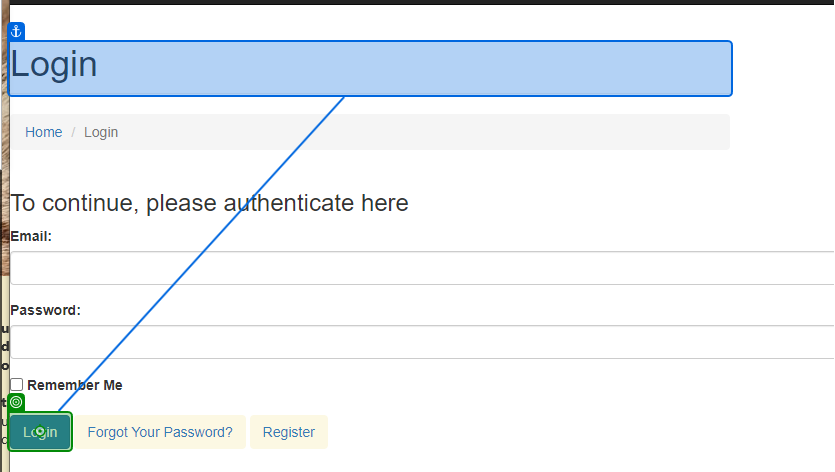 Login
Home / Login
To continue, please authenticate here
Email:
Password:
Remember Me
Login Forgot Your Password? Register